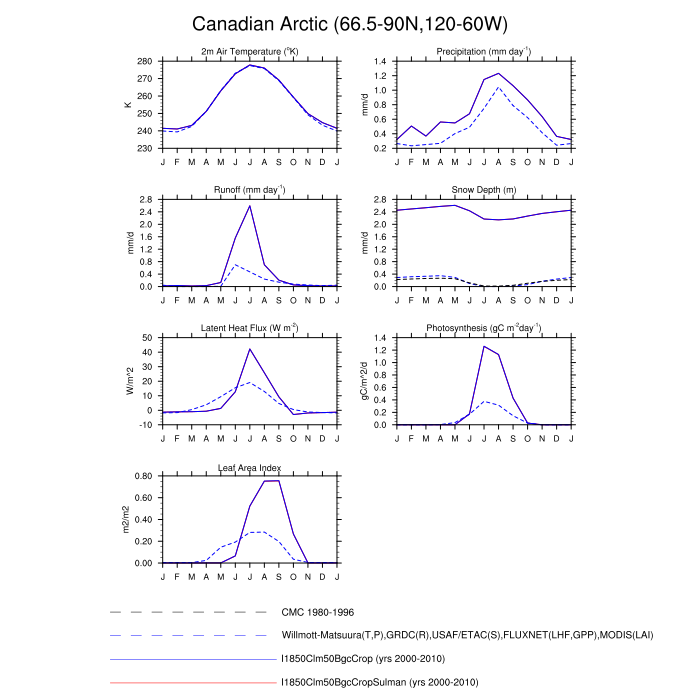 Canadian Arctic (66.5-90N,120-60W)
2m Air Temperature (°K)
K
280
270
260
250
240
230
J F M A M J J A S O N D J
Precipitation (mm day⁻¹)
mm/d
1.4
1.2
1.0
0.8
0.6
0.4
0.2
J F M A M J J A S O N D J
Runoff (mm day⁻¹)
mm/d
2.8
2.4
2.0
1.6
1.2
0.8
0.4
0.0
J F M A M J J A S O N D J
Snow Depth (m)
mm/d
2.8
2.4
2.0
1.6
1.2
0.8
0.4
0.0
J F M A M J J A S O N D J
Latent Heat Flux (W m⁻²)
W/m^2
50
40
30
20
10
0
-10
J F M A M J J A S O N D J
Photosynthesis (gC m⁻²day⁻¹)
gC/m^2/d
1.4
1.2
1.0
0.8
0.6
0.4
0.2
0.0
J F M A M J J A S O N D J
Leaf Area Index
m2/m2
0.80
0.60
0.40
0.20
0.00
J F M A M J J A S O N D J
CMC 1980-1996
Willmott-Matsuura(T,P),GRDC(R),USAF/ETAC(S),FLUXNET(LHF,GPP),MODIS(LAI)
I1850Clm50BgcCrop (yrs 2000-2010)
I1850Clm50BgcCropSulman (yrs 2000-2010)